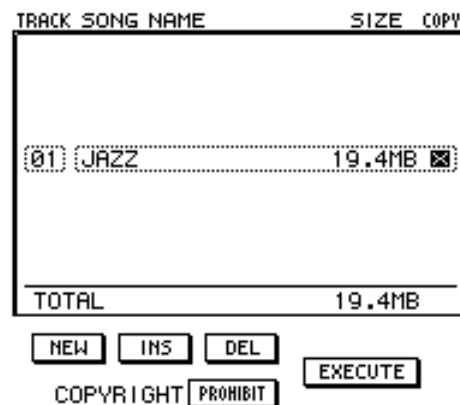 TRACK SONG NAME SIZE COPY
01 JAZZ 19.4MB
TOTAL 19.4MB
NEW INS DEL
EXECUTE
COPYRIGHT PROHIBIT